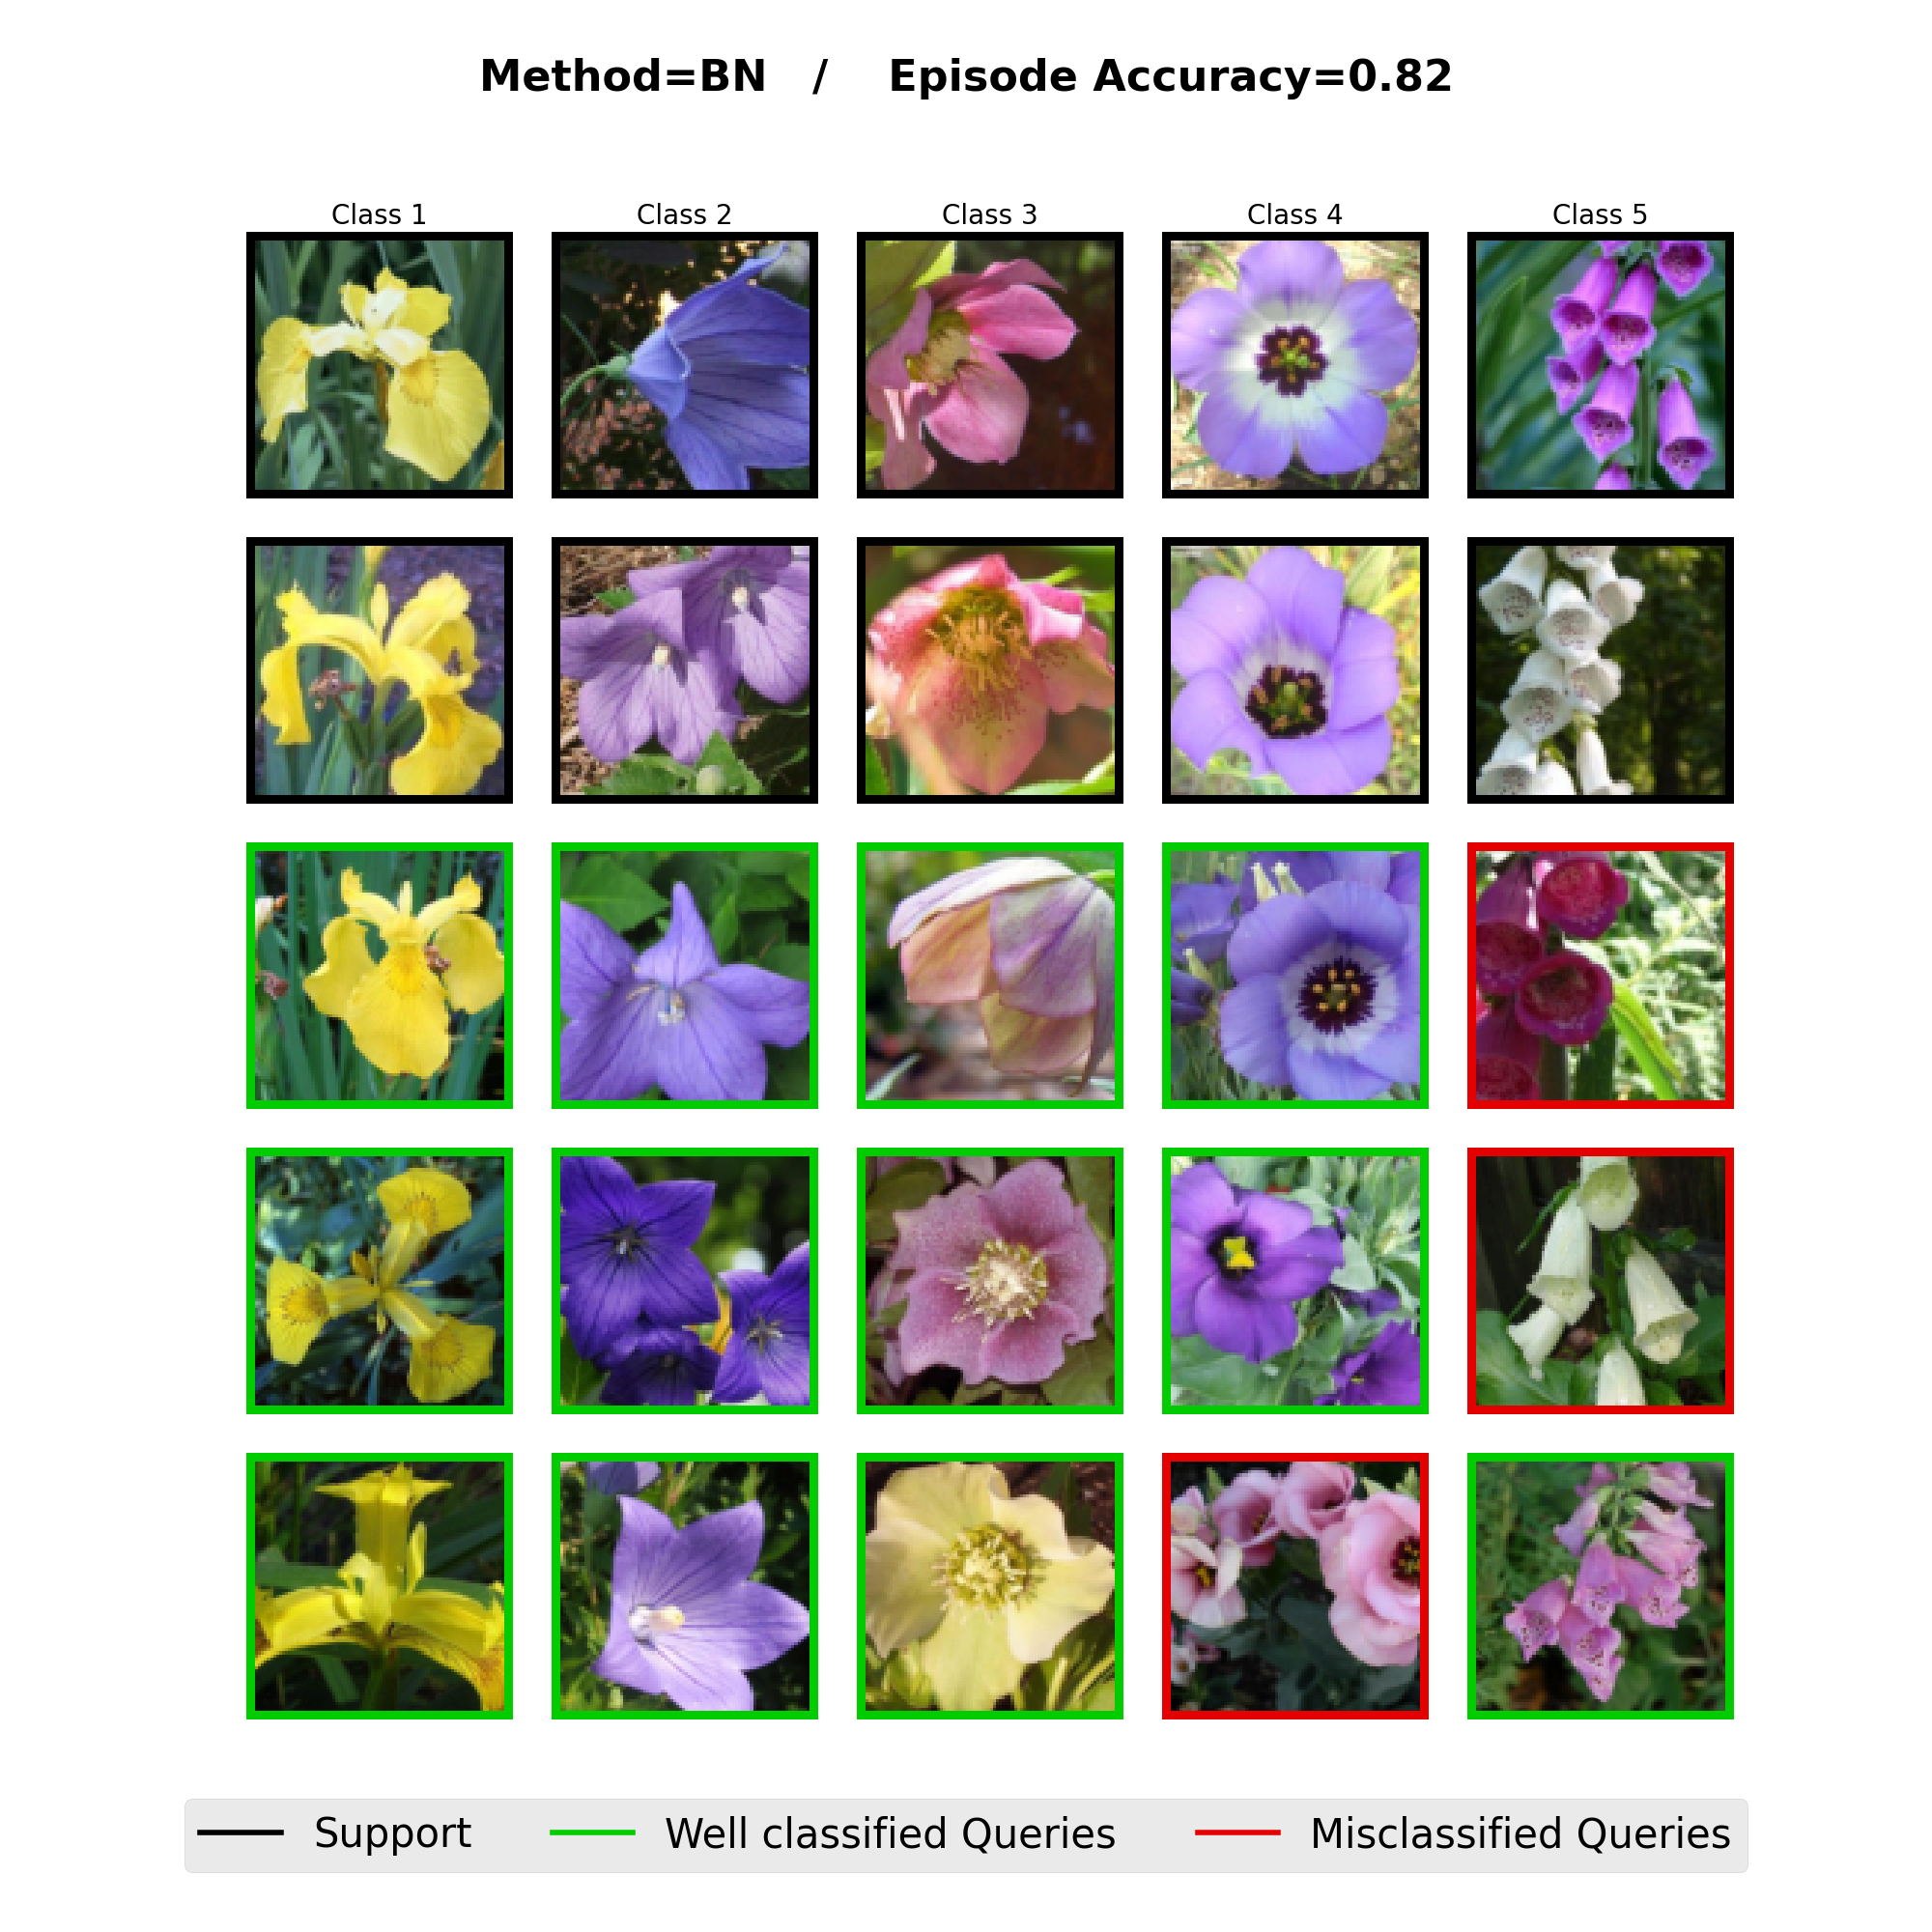 Method=BN / Episode Accuracy=0.82
Class 1 Class 2 Class 3 Class 4 Class 5
Support Well classified Queries Misclassified Queries